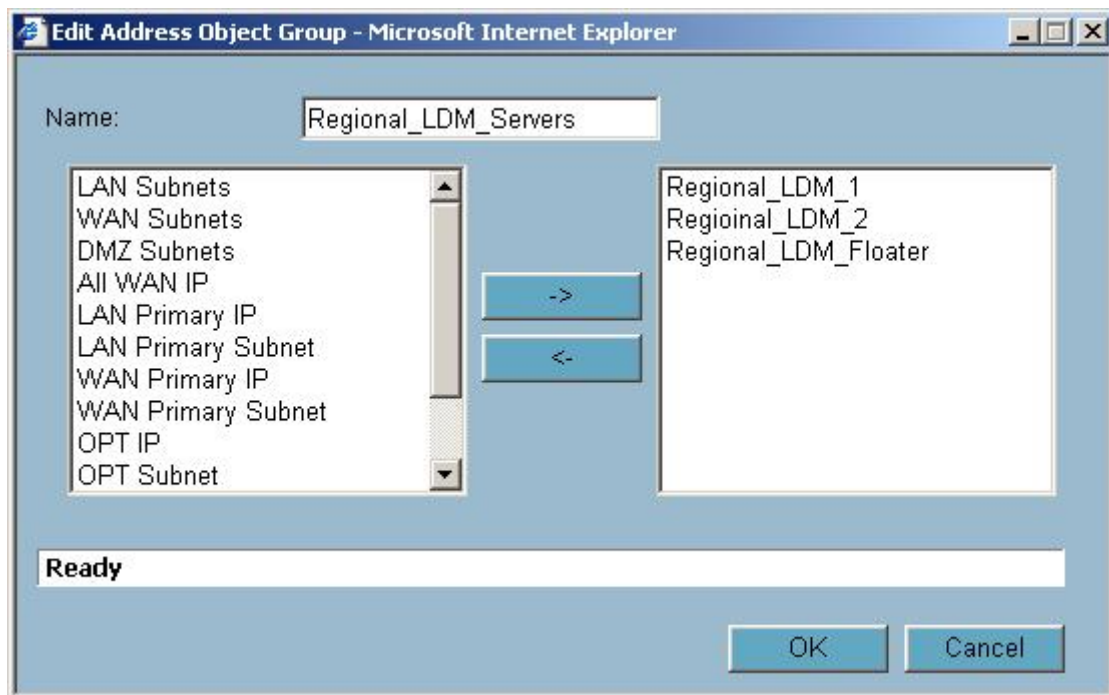 Edit Address Object Group - Microsoft Internet Explorer
Name:
Regional_LDM_Servers
LAN Subnets
WAN Subnets
DMZ Subnets
All WAN IP
LAN Primary IP
LAN Primary Subnet
WAN Primary IP
WAN Primary Subnet
OPT IP
OPT Subnet
->
<-
Regional_LDM_1
Regioinal_LDM_2
Regional_LDM_Floater
Ready
OK
Cancel